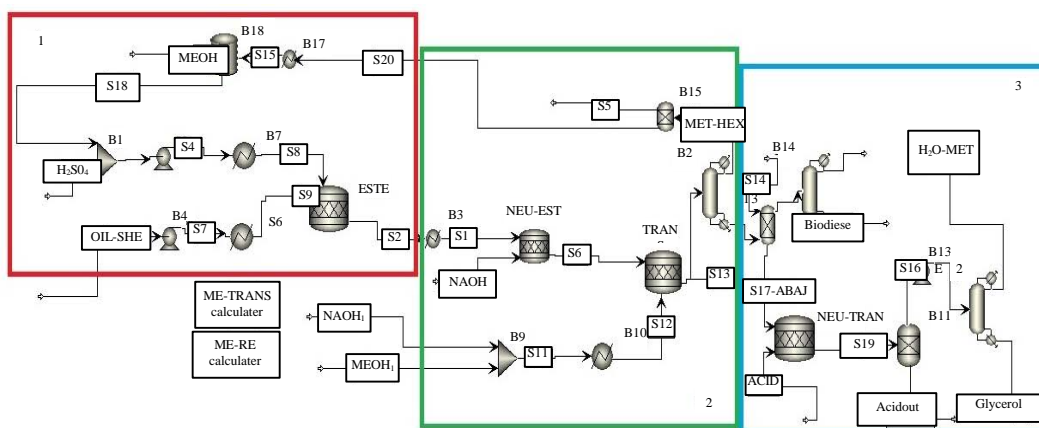 1
B18
B17
MEOH
S15
S20
S18
B1
S4
B7
S8
H₂S0₄
S9
ESTE
B4
S7
S6
OIL-SHE
S2
ME-TRANS
calculater
ME-RE
calculater
B15
S5
MET-HEX
B2
B3
S1
NEU-EST
S6
NAOH
TRAN
S13
NAOH₁
MEOH₁
B9
S11
B10
S12
2
3
B14
S14
H₂O-MET
Biodiese
S17-ABAJ
NEU-TRAN
S19
ACID
S16
B13
E 2
B11
Acidout
Glycerol